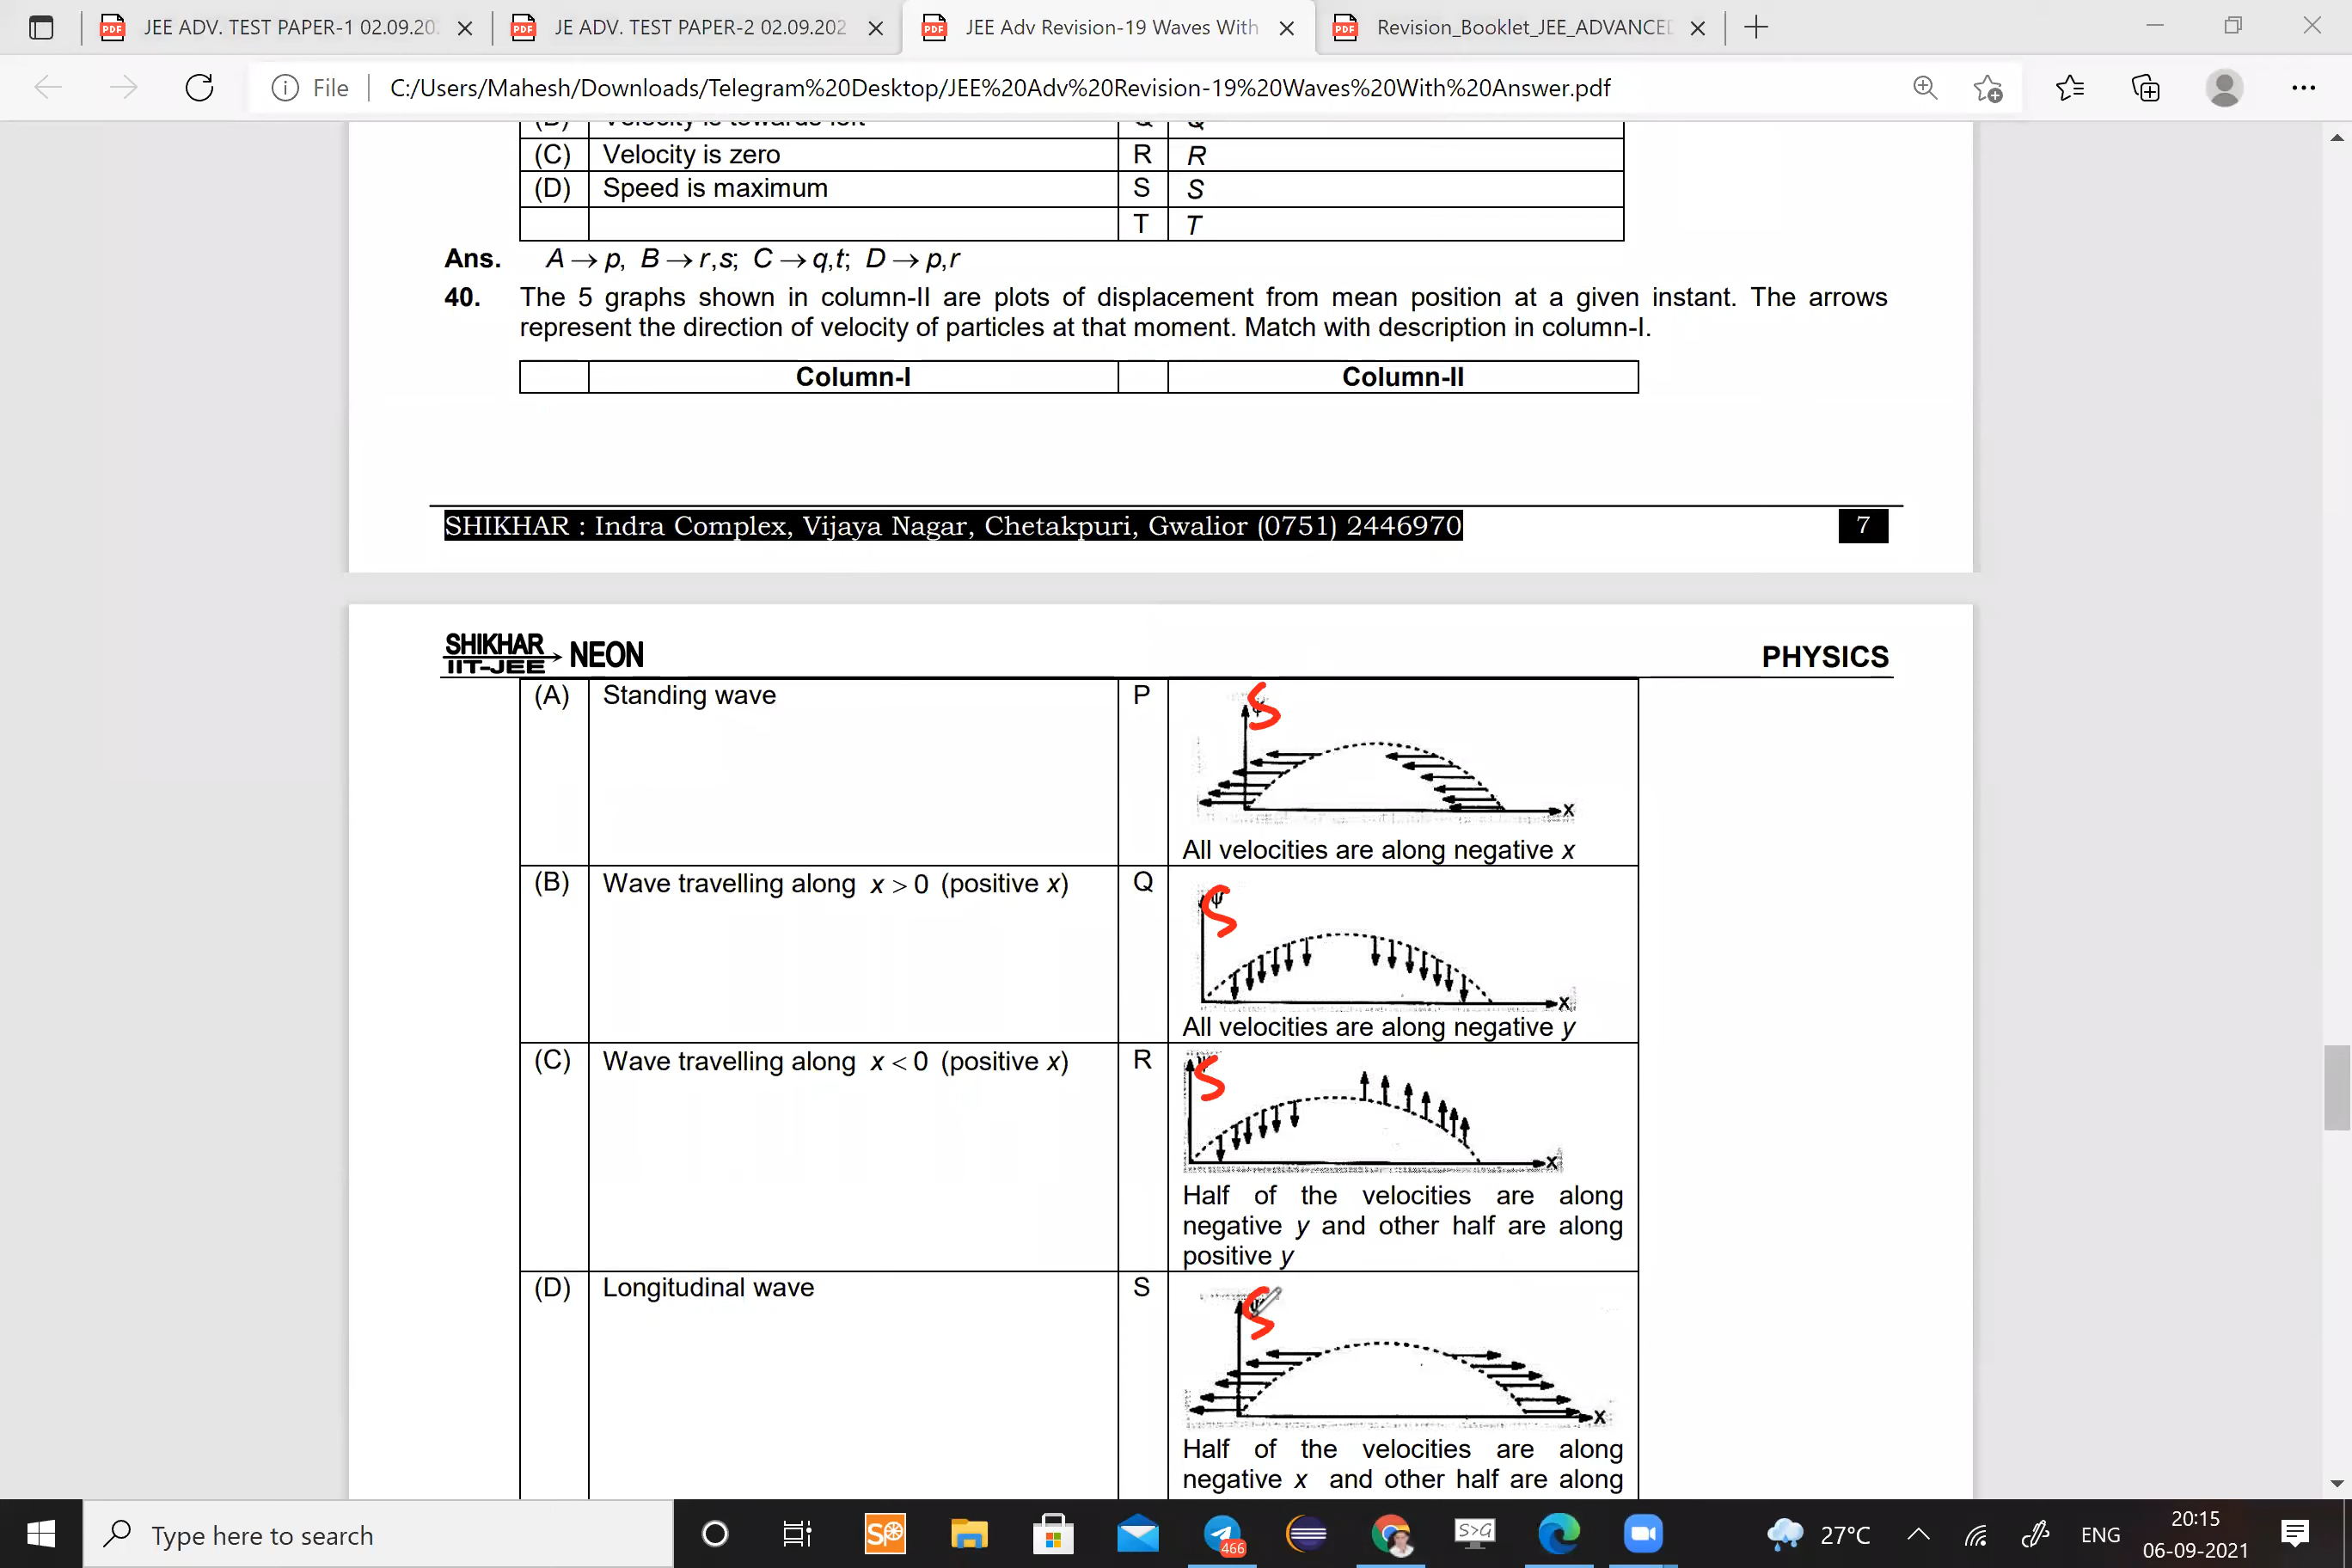 JEE ADV. TEST PAPER-1 02.09.20
JE ADV. TEST PAPER-2 02.09.202
JEE Adv Revision-19 Waves With
Revision_Booklet_JEE_ADVANCED
File
C:/Users/Mahesh/Downloads/Telegram%20Desktop/JEE%20Adv%20Revision-19%20Waves%20With%20Answer.pdf
(B) Velocity is towards left Q Q
(C) Velocity is zero R R
(D) Speed is maximum S S
T T
Ans. A → p, B → r,s; C → q,t; D → p,r
40. The 5 graphs shown in column-II are plots of displacement from mean position at a given instant. The arrows
represent the direction of velocity of particles at that moment. Match with description in column-I.
Column-I Column-II
SHIKHAR : Indra Complex, Vijaya Nagar, Chetakpuri, Gwalior (0751) 2446970 7
SHIKHAR
IIT-JEE NEON PHYSICS
(A) Standing wave P
S
x
All velocities are along negative x
(B) Wave travelling along x > 0 (positive x) Q
S ψ
x
All velocities are along negative y
(C) Wave travelling along x < 0 (positive x) R
S
x
Half of the velocities are along
negative y and other half are along
positive y
(D) Longitudinal wave S
S
x
Half of the velocities are along
negative x and other half are along
Type here to search
466
S>G
27°C
ENG
20:15
06-09-2021